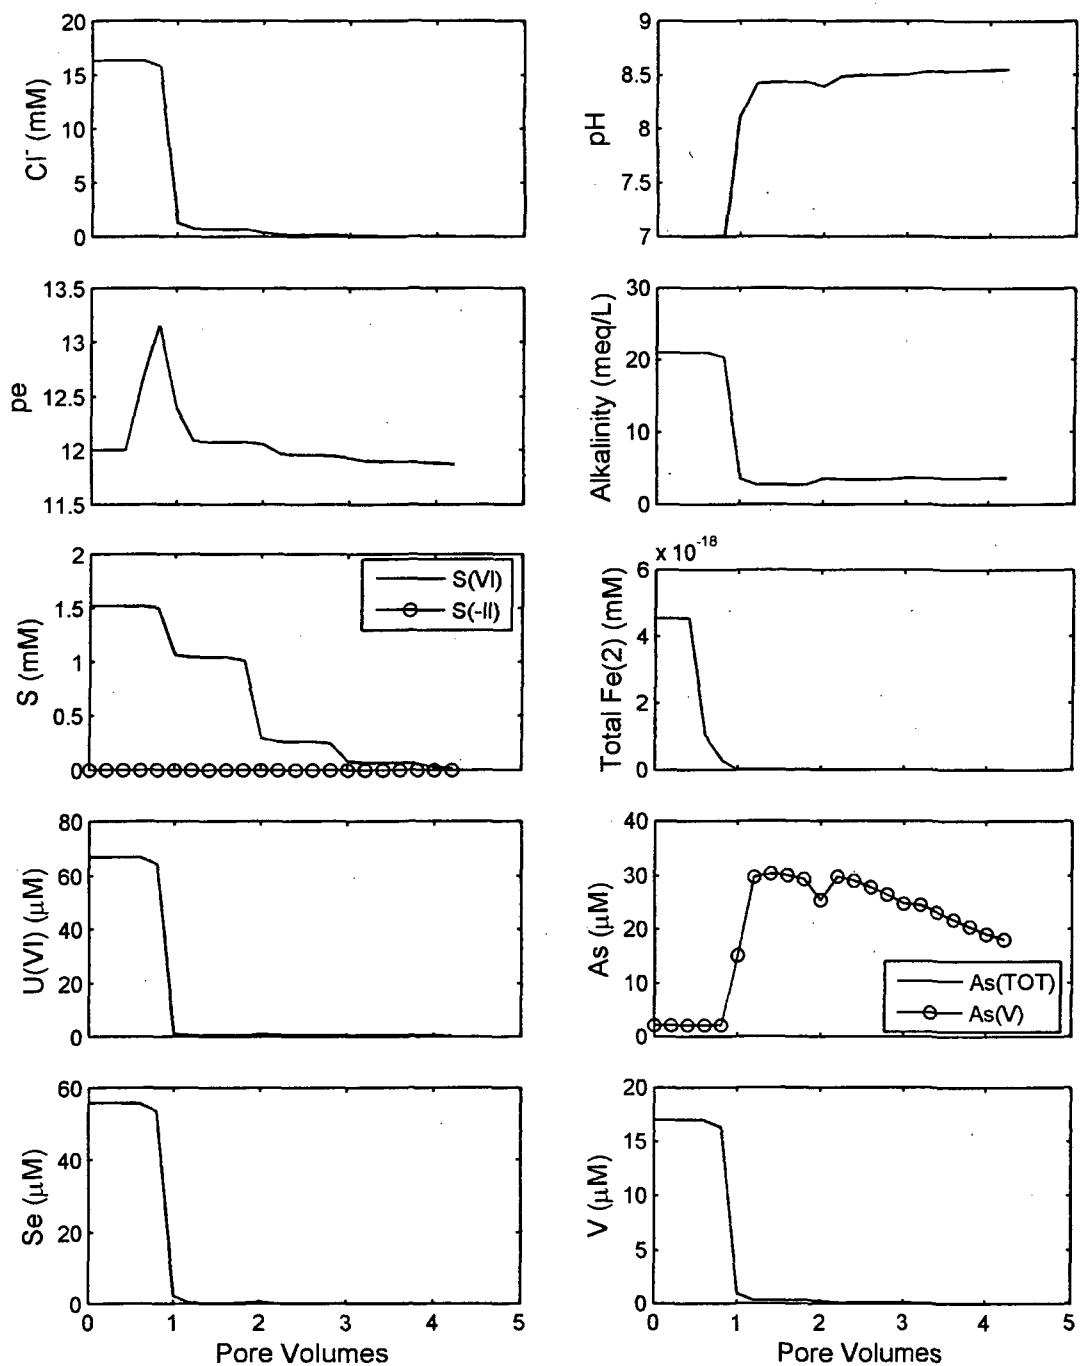 20
15
10
5
0
Cl⁻ (mM)
9
8.5
8
7.5
7
pH
13.5
13
12.5
12
11.5
pe
30
20
10
0
Alkalinity (meq/L)
2
1.5
1
0.5
0
S (mM)
S(VI)
S(-II)
x 10⁻¹⁸
6
4
2
0
Total Fe(2) (mM)
80
60
40
20
0
U(VI) (μM)
40
30
20
10
0
As (μM)
As(TOT)
As(V)
60
40
20
0
Se (μM)
0 1 2 3 4 5
Pore Volumes
20
15
10
5
0
V (μM)
0 1 2 3 4 5
Pore Volumes